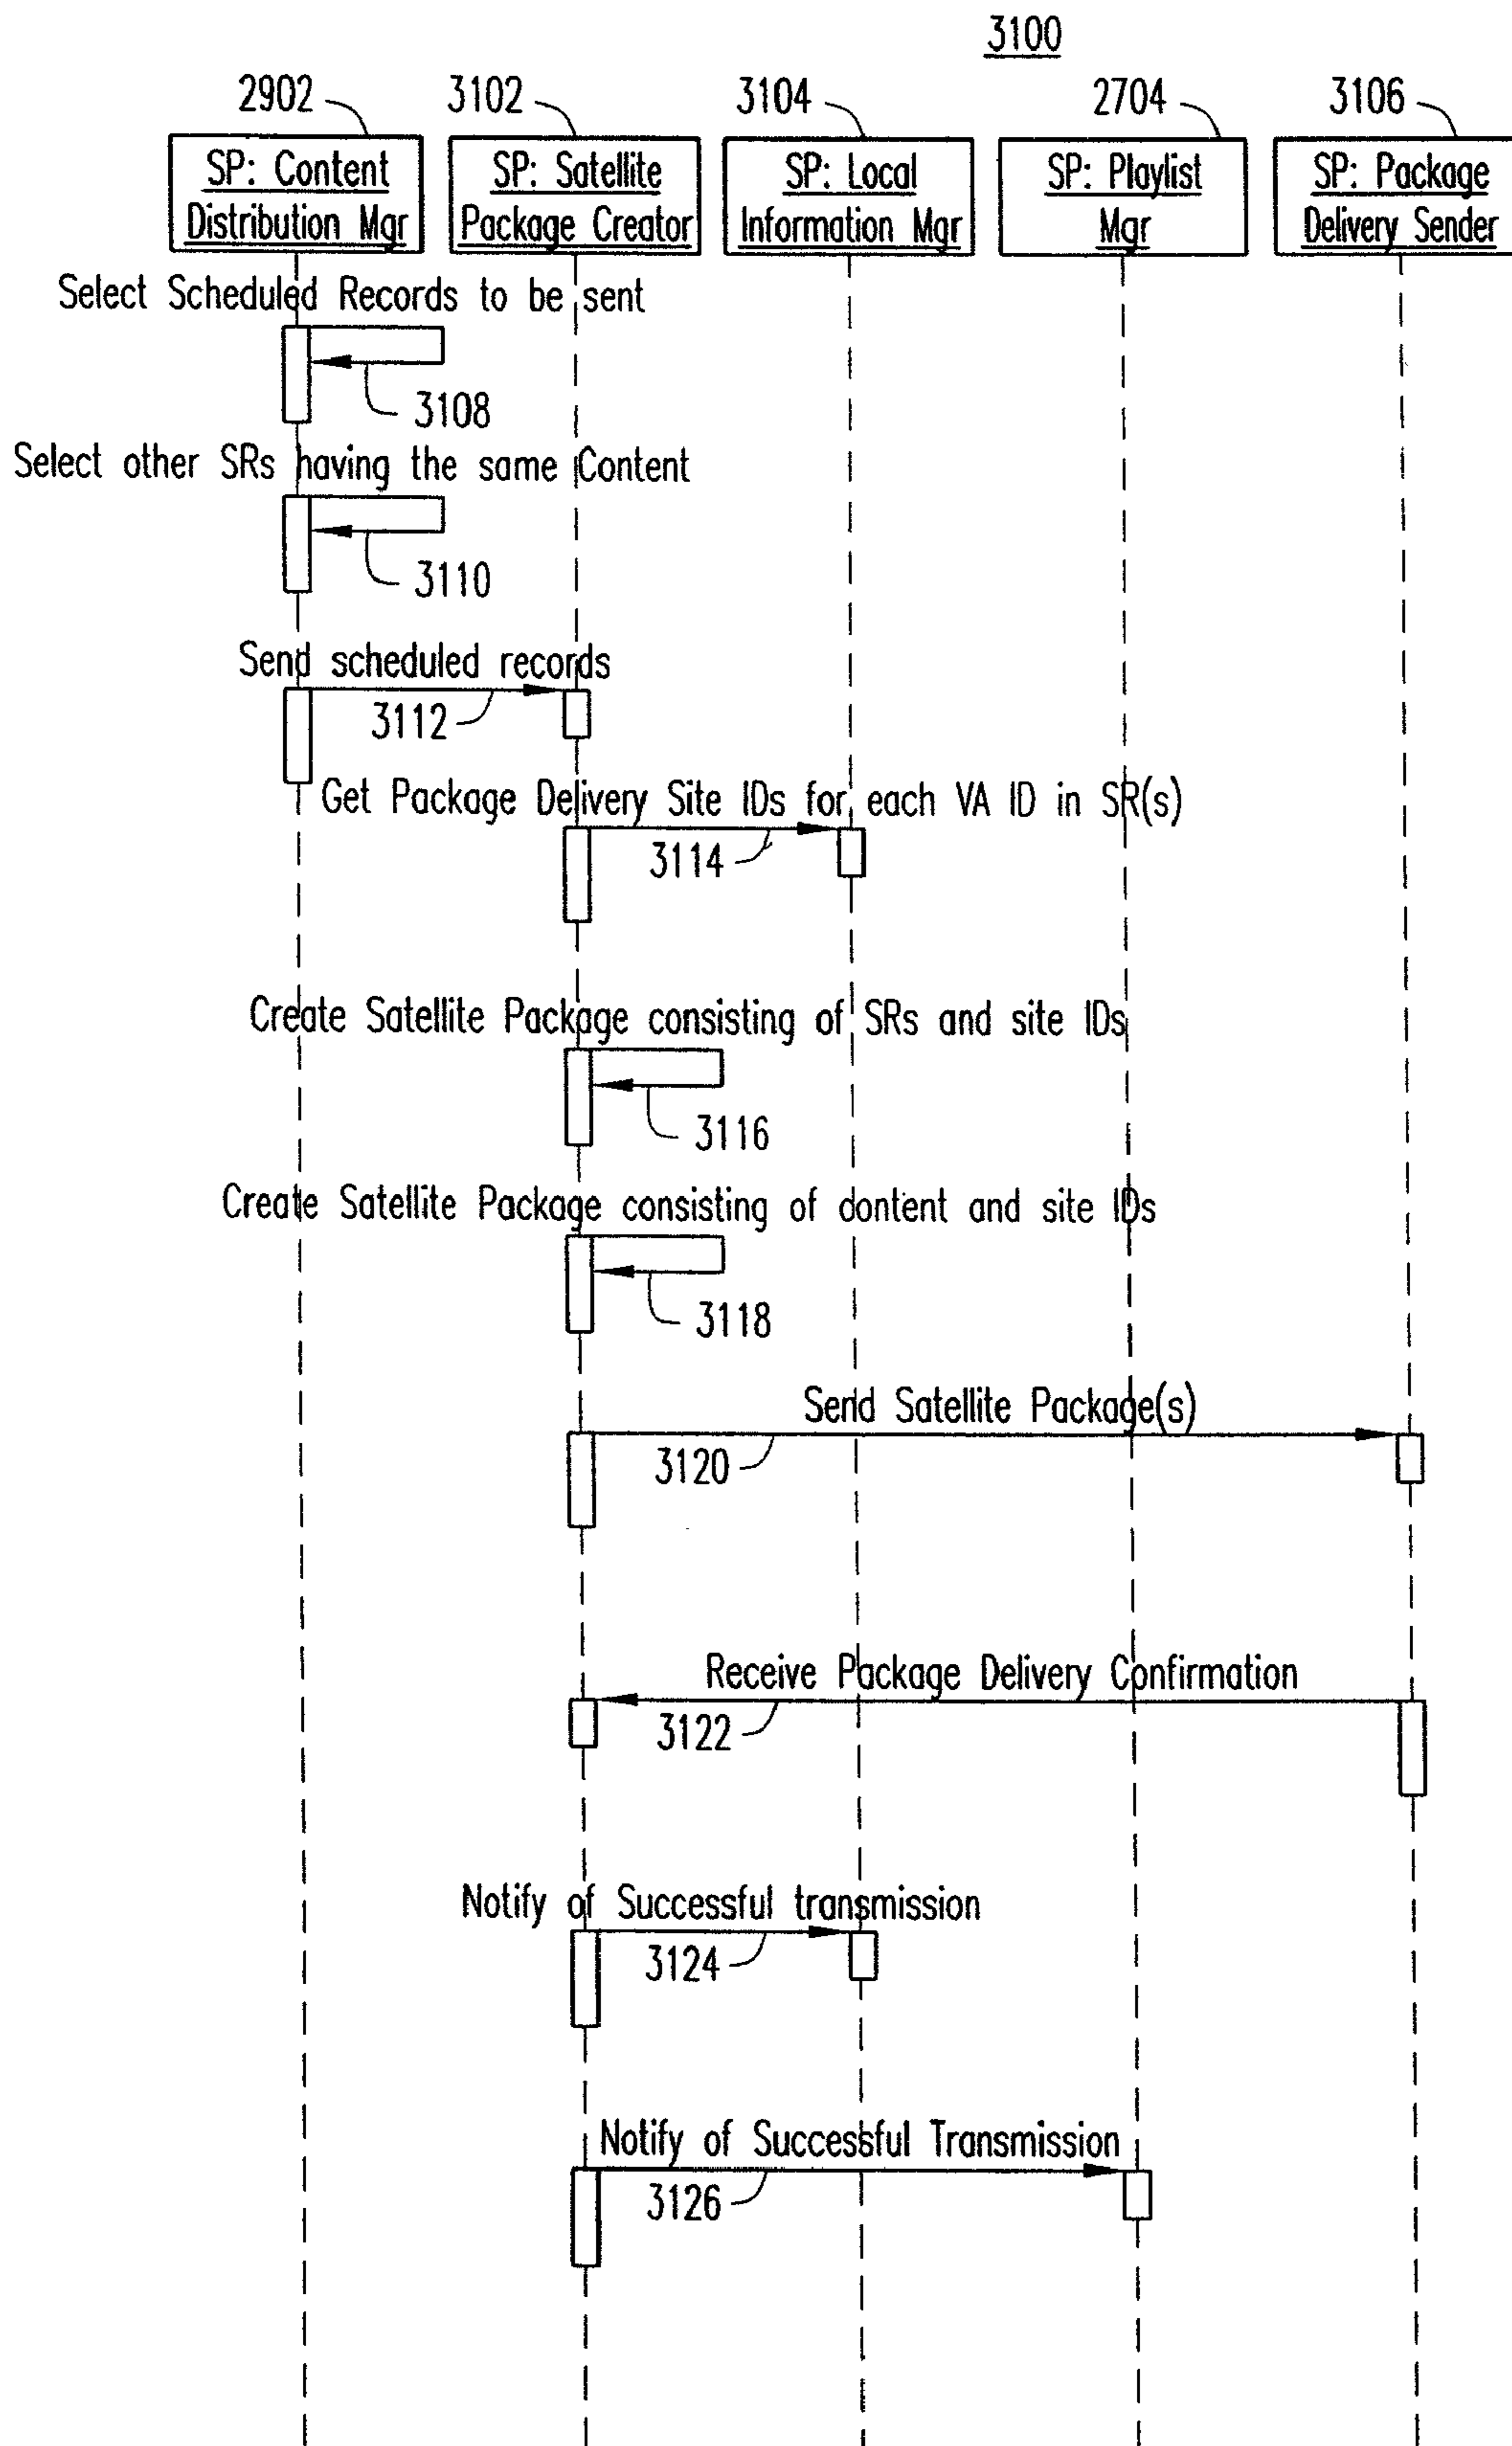 3100
2902
3102
3104
2704
3106
SP: Content
Distribution Mgr
SP: Satellite
Package Creator
SP: Local
Information Mgr
SP: Playlist
Mgr
SP: Package
Delivery Sender
Select Scheduled Records to be sent
3108
Select other SRs having the same Content
3110
Send scheduled records
3112
Get Package Delivery Site IDs for each VA ID in SR(s)
3114
Create Satellite Package consisting of SRs and site IDs
3116
Create Satellite Package consisting of content and site IDs
3118
Send Satellite Package(s)
3120
Receive Package Delivery Confirmation
3122
Notify of Successful transmission
3124
Notify of Successful Transmission
3126